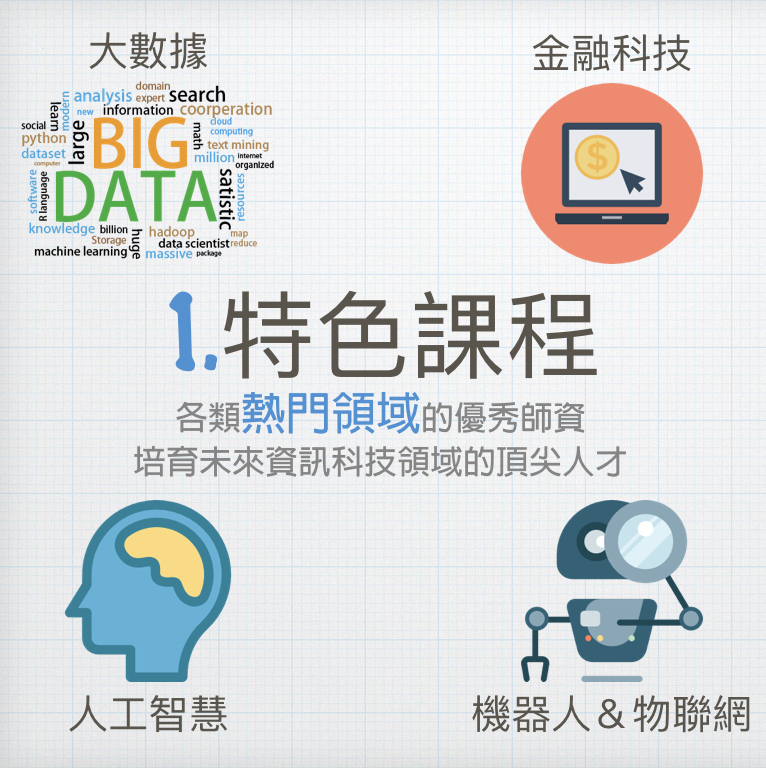 大數據
金融科技
domain
modern
analysis
expert
search
learn
new
information
coorperation
social
large
BIG
math
cloud
computing
python
text mining
dataset
million
internet
computer
organized
software
R language
DATA
satistic
resources
knowledge
billion
huge
hadoop
map
Storage
data scientist
reduce
machine learning
massive
package
1.特色課程
各類熱門領域的優秀師資
培育未來資訊科技領域的頂尖人才
人工智慧
機器人＆物聯網